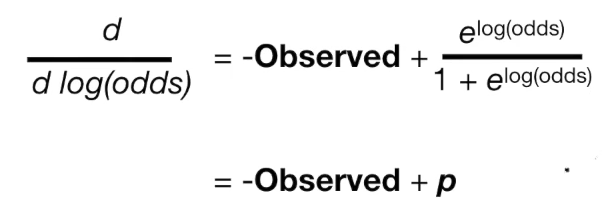 d
d log(odds)
= -Observed +
e^log(odds)
1 + e^log(odds)
= -Observed + p